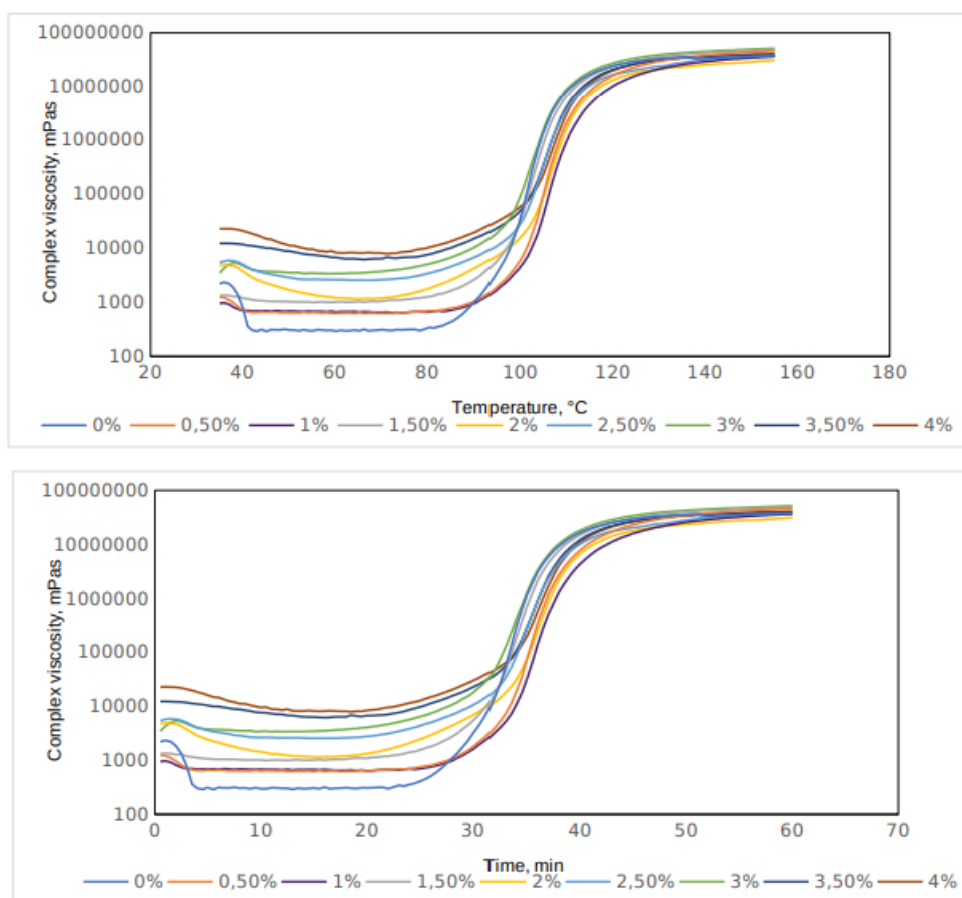 100000000
10000000
1000000
100000
10000
1000
100
Complex viscosity, mPas
20 40 60 80 100 120 140 160 180
Temperature, °C
0% 0,50% 1% 1,50% 2% 2,50% 3% 3,50% 4%
100000000
10000000
1000000
100000
10000
1000
100
Complex viscosity, mPas
0 10 20 30 40 50 60 70
Time, min
0% 0,50% 1% 1,50% 2% 2,50% 3% 3,50% 4%